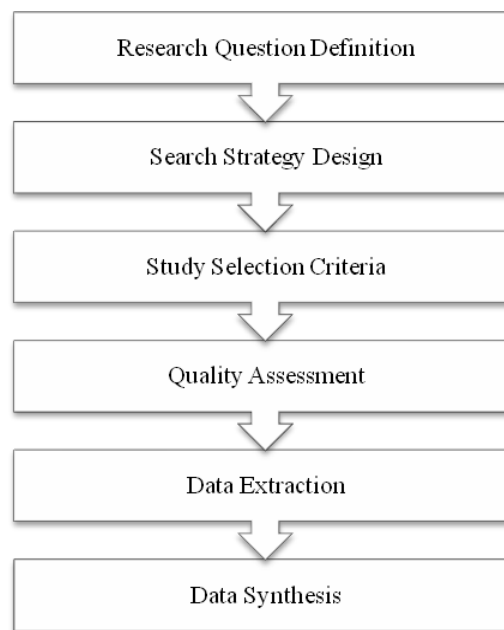 Research Question Definition
Search Strategy Design
Study Selection Criteria
Quality Assessment
Data Extraction
Data Synthesis